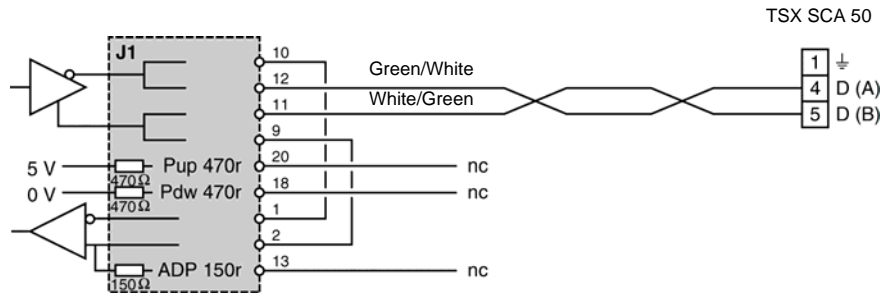 TSX SCA 50
J1
10
1 ⏚
Green/White
12
4 D (A)
White/Green
11
5 D (B)
9
5 V
470Ω
Pup 470r
20
nc
0 V
470Ω
Pdw 470r
18
nc
1
2
150Ω
ADP 150r
13
nc